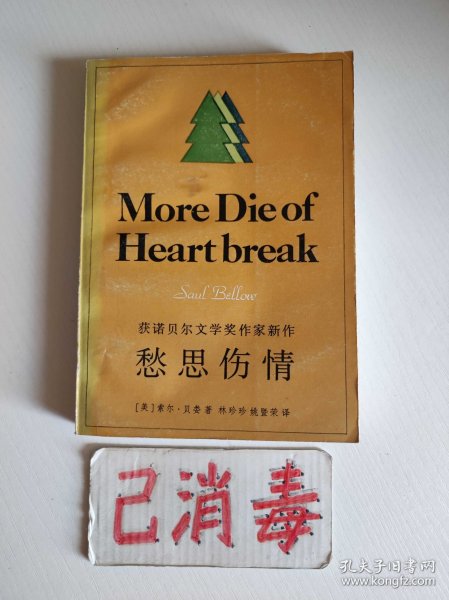 More Die of
Heartbreak
Saul Bellow
获诺贝尔文学奖作家新作
愁思伤情
[美]索尔·贝娄著 林珍珍 姚暨荣 译
已消毒
孔夫子旧书网
www.kongfz.com